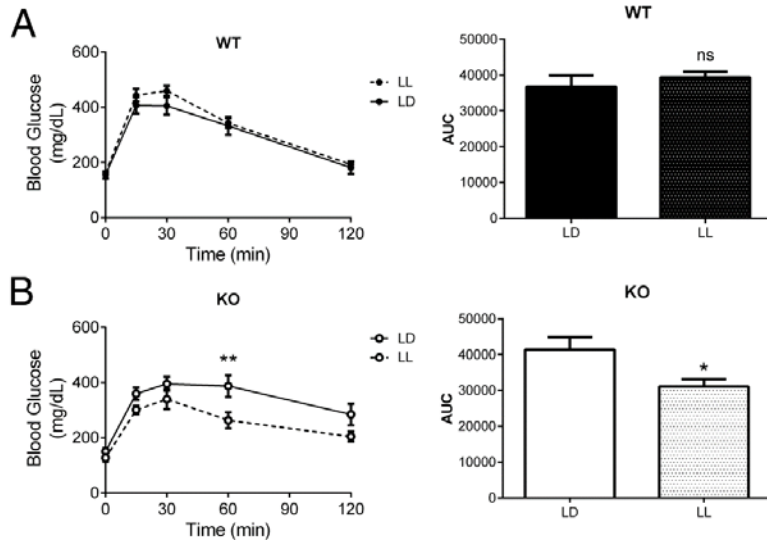 A
WT
600
400
200
0
Blood Glucose
(mg/dL)
0 30 60 90 120
Time (min)
LL
LD
WT
50000
40000
30000
20000
10000
0
AUC
ns
LD LL
B
KO
600
400
200
0
Blood Glucose
(mg/dL)
**
0 30 60 90 120
Time (min)
LD
LL
KO
50000
40000
30000
20000
10000
0
AUC
*
LD LL